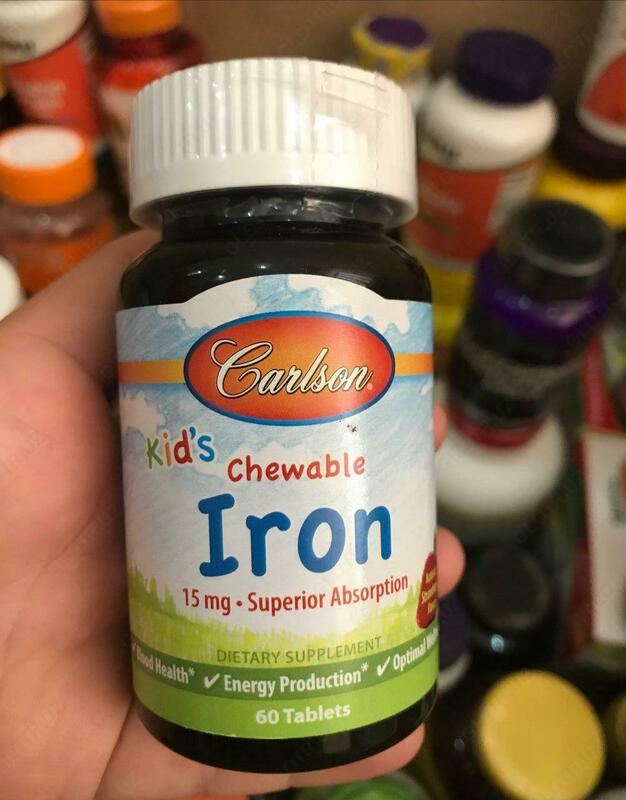 Carlson
Kid's
Chewable
Iron
15 mg • Superior Absorption
DIETARY SUPPLEMENT
Blood Health* ✓ Energy Production* ✓ Optimal
60 Tablets